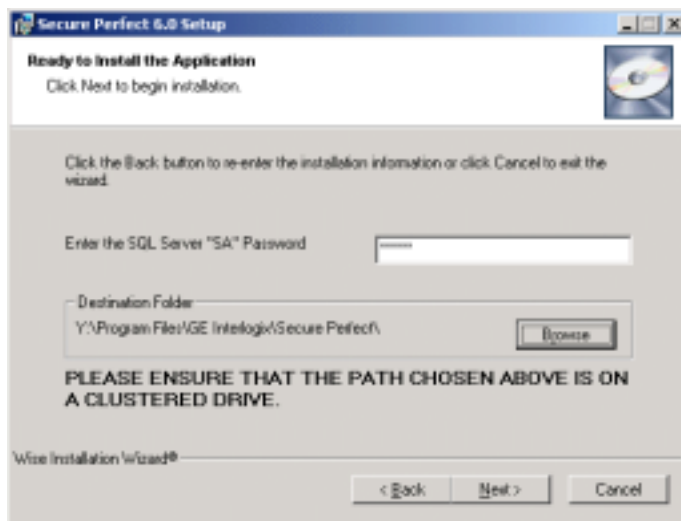 Secure Perfect 6.0 Setup
Ready to Install the Application
Click Next to begin installation.
Click the Back button to re-enter the installation information or click Cancel to exit the
wizard.
Enter the SQL Server "SA" Password
Destination Folder
Y:\Program Files\GE Interlogix\Secure Perfect\
Browse
PLEASE ENSURE THAT THE PATH CHOSEN ABOVE IS ON
A CLUSTERED DRIVE.
Wise Installation Wizard®
< Back Next > Cancel